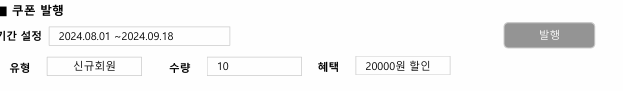 ■ 쿠폰 발행
기간 설정 2024.08.01 ~2024.09.18 발행
유형 신규회원 수량 10 혜택 20000원 할인